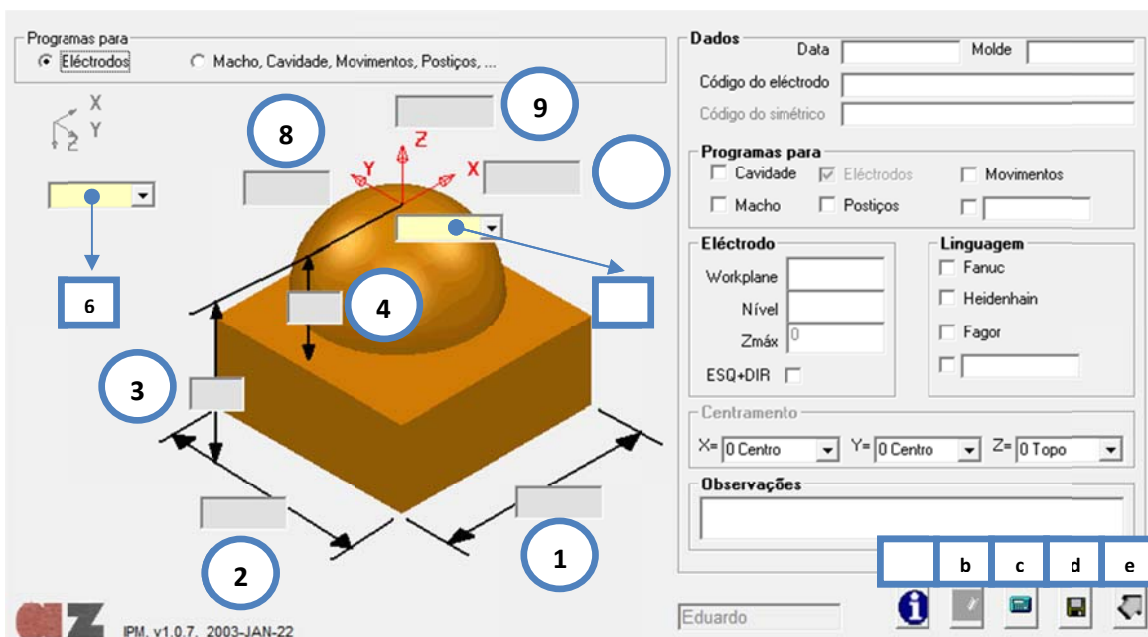 Programas para
Eléctrodos
Macho, Cavidade, Movimentos, Postiços, ...
X
Y
Z
8
9
Z
Y
X
6
4
3
2
1
Dados
Data
Molde
Código do eléctrodo
Código do simétrico
Programas para
Cavidade
Eléctrodos
Movimentos
Macho
Postiços
Eléctrodo
Workplane
Nível
Zmáx
0
ESQ+DIR
Linguagem
Fanuc
Heidenhain
Fagor
Centramento
X= 0 Centro
Y= 0 Centro
Z= 0 Topo
Observações
b
c
d
e
Eduardo
IPM, v1.0.7, 2003-JAN-22